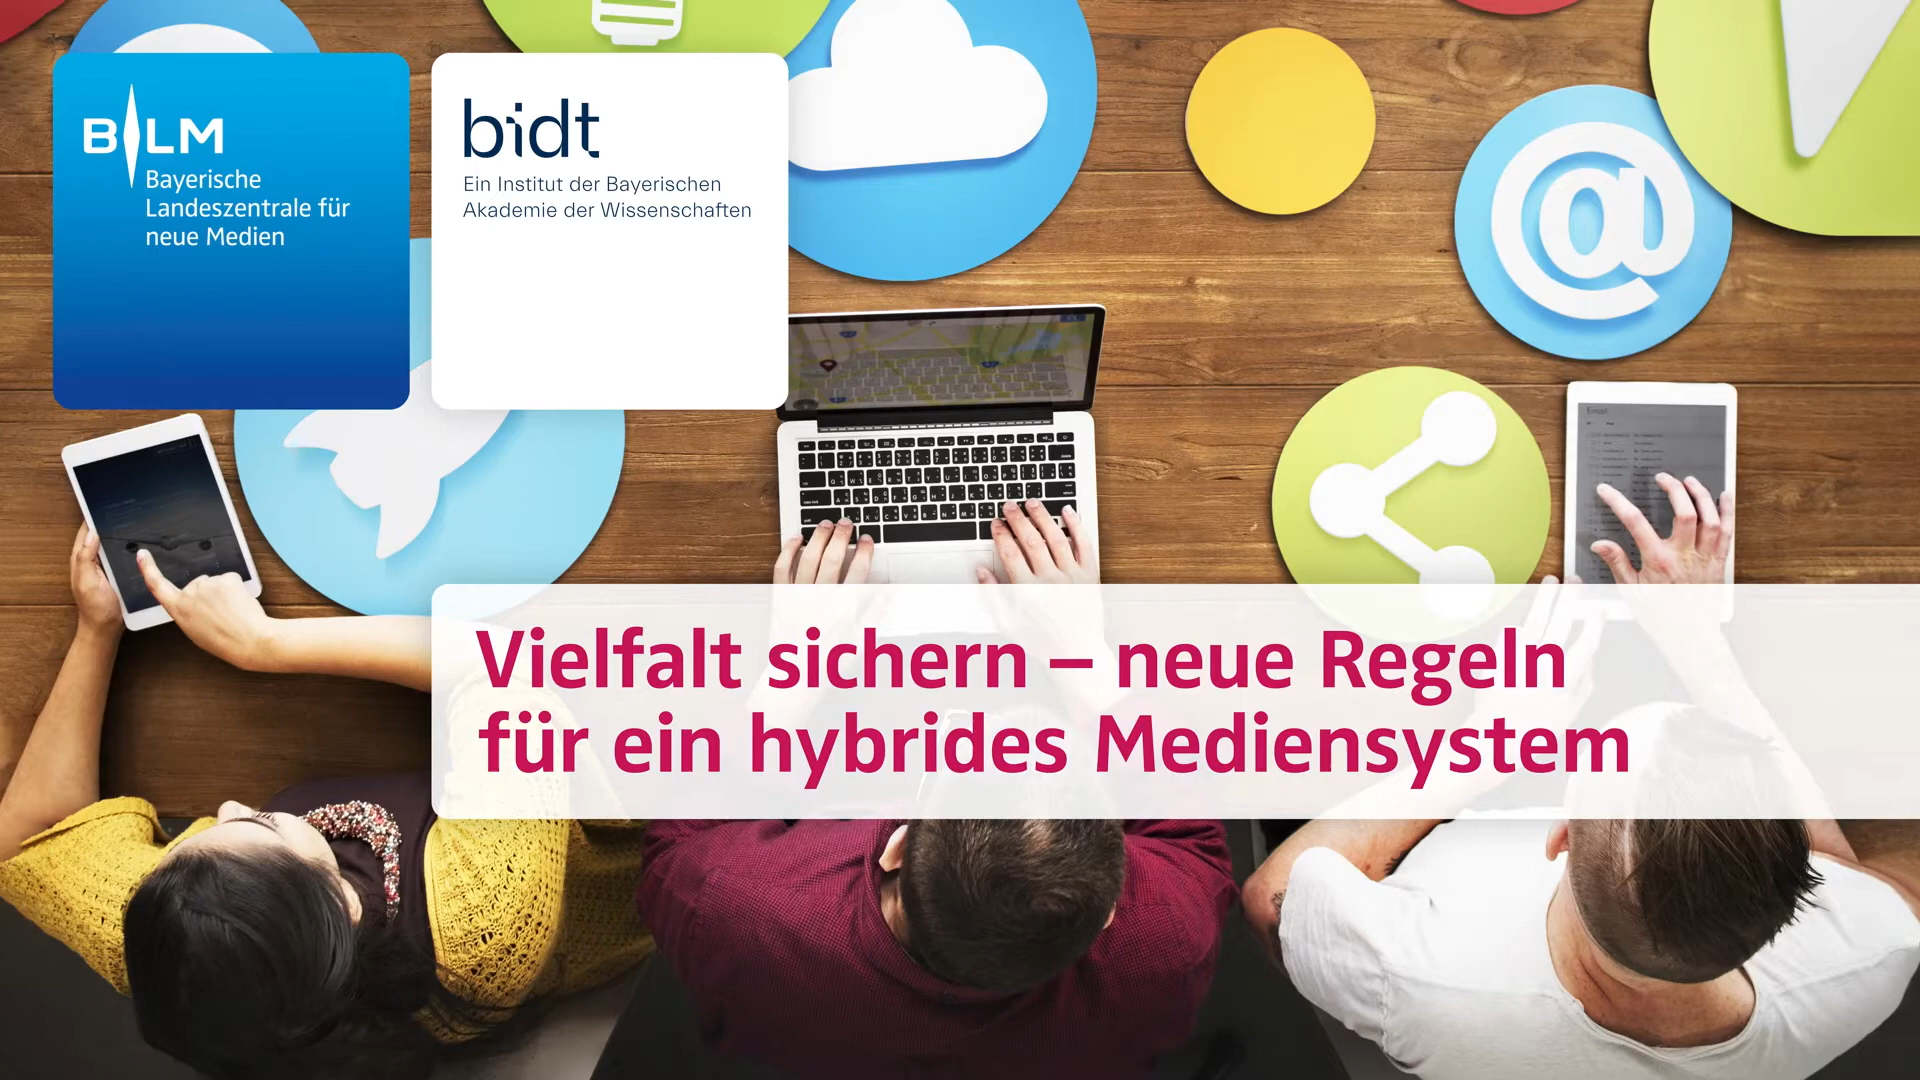 BLM
Bayerische
Landeszentrale für
neue Medien
bidt
Ein Institut der Bayerischen
Akademie der Wissenschaften
@
Email
Vielfalt sichern – neue Regeln
für ein hybrides Mediensystem